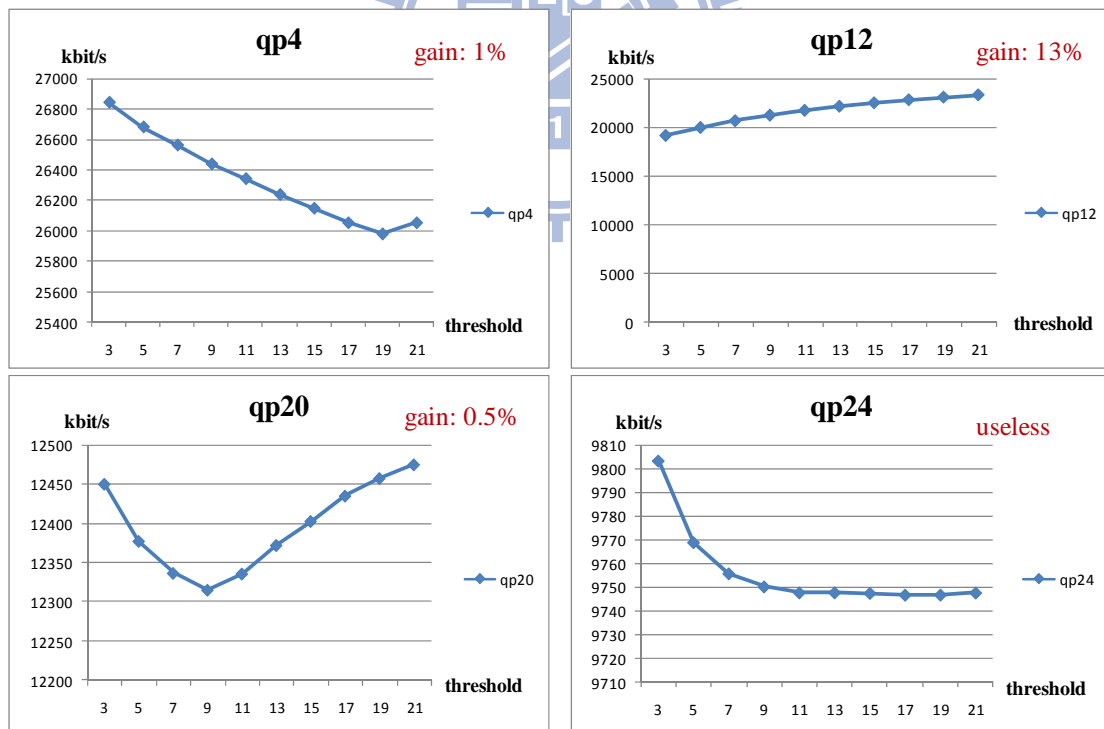 qp4
kbit/s
gain: 1%
27000
26800
26600
26400
26200
26000
25800
25600
25400
3 5 7 9 11 13 15 17 19 21
threshold
qp4
qp12
kbit/s
gain: 13%
25000
20000
15000
10000
5000
0
3 5 7 9 11 13 15 17 19 21
threshold
qp12
qp20
kbit/s
gain: 0.5%
12500
12450
12400
12350
12300
12250
12200
3 5 7 9 11 13 15 17 19 21
threshold
qp20
qp24
kbit/s
useless
9810
9800
9790
9780
9770
9760
9750
9740
9730
9720
9710
3 5 7 9 11 13 15 17 19 21
threshold
qp24